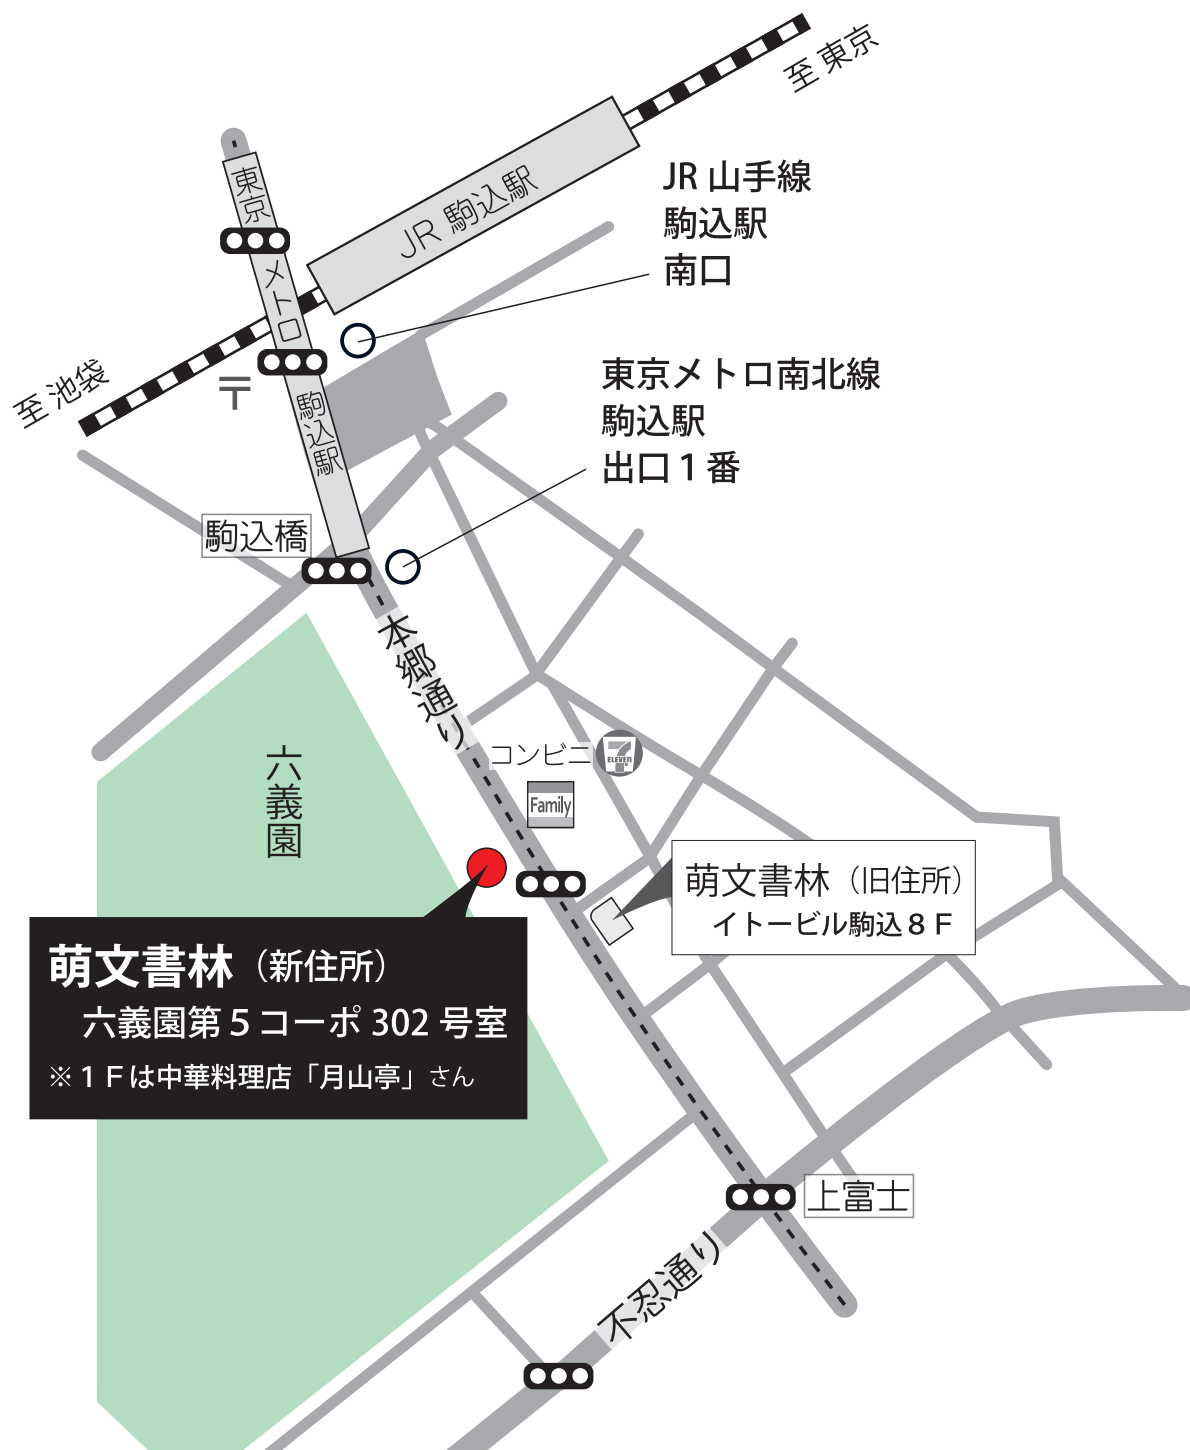 至 東京
JR 駒込駅
東京メトロ駒込駅
JR 山手線
駒込駅
南口
至 池袋
〒
東京メトロ南北線
駒込駅
出口 1 番
駒込橋
本郷通り
コンビニ
7
ELEVEN
Family
六義園
萌文書林（旧住所）
イトービル駒込８Ｆ
萌文書林（新住所）
六義園第５コーポ 302 号室
※１Ｆは中華料理店「月山亭」さん
上富士
不忍通り